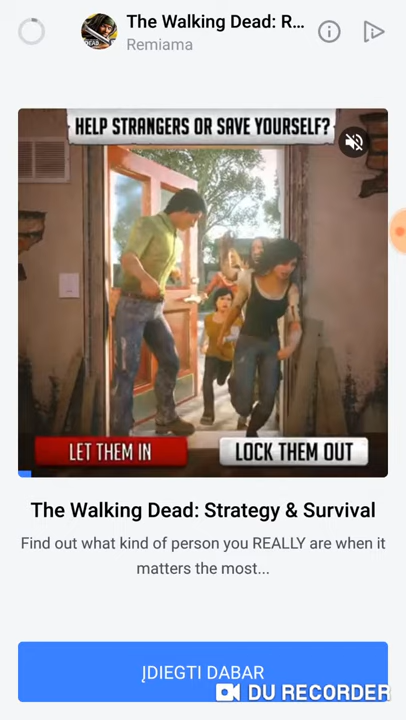 The Walking Dead: R...
Remiama
HELP STRANGERS OR SAVE YOURSELF?
LET THEM IN
LOCK THEM OUT
The Walking Dead: Strategy & Survival
Find out what kind of person you REALLY are when it
matters the most...
ĮDIEGTI DABAR
DU RECORDER